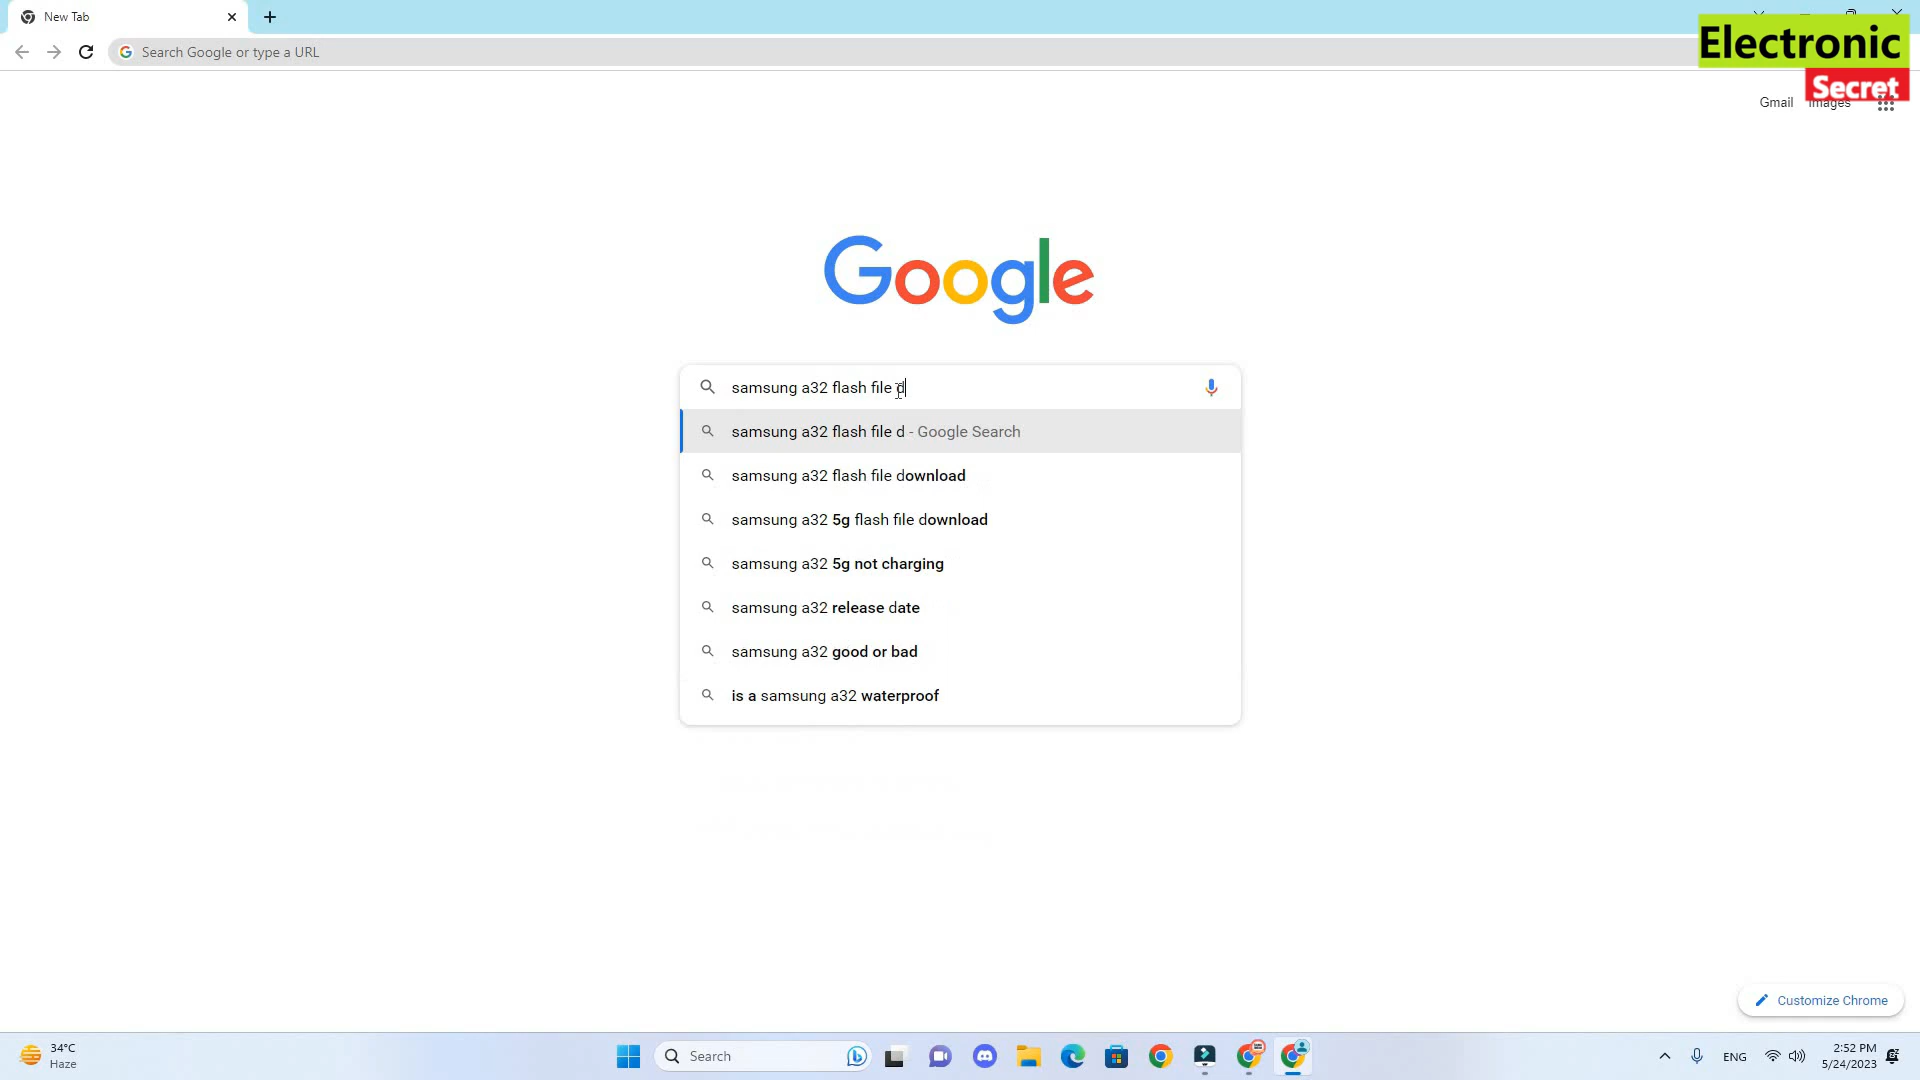 New Tab
Search Google or type a URL
Electronic
Secret
Gmail
Images
Google
samsung a32 flash file d
samsung a32 flash file d - Google Search
samsung a32 flash file download
samsung a32 5g flash file download
samsung a32 5g not charging
samsung a32 release date
samsung a32 good or bad
is a samsung a32 waterproof
Customize Chrome
34°C
Haze
Search
ENG
2:52 PM
5/24/2023